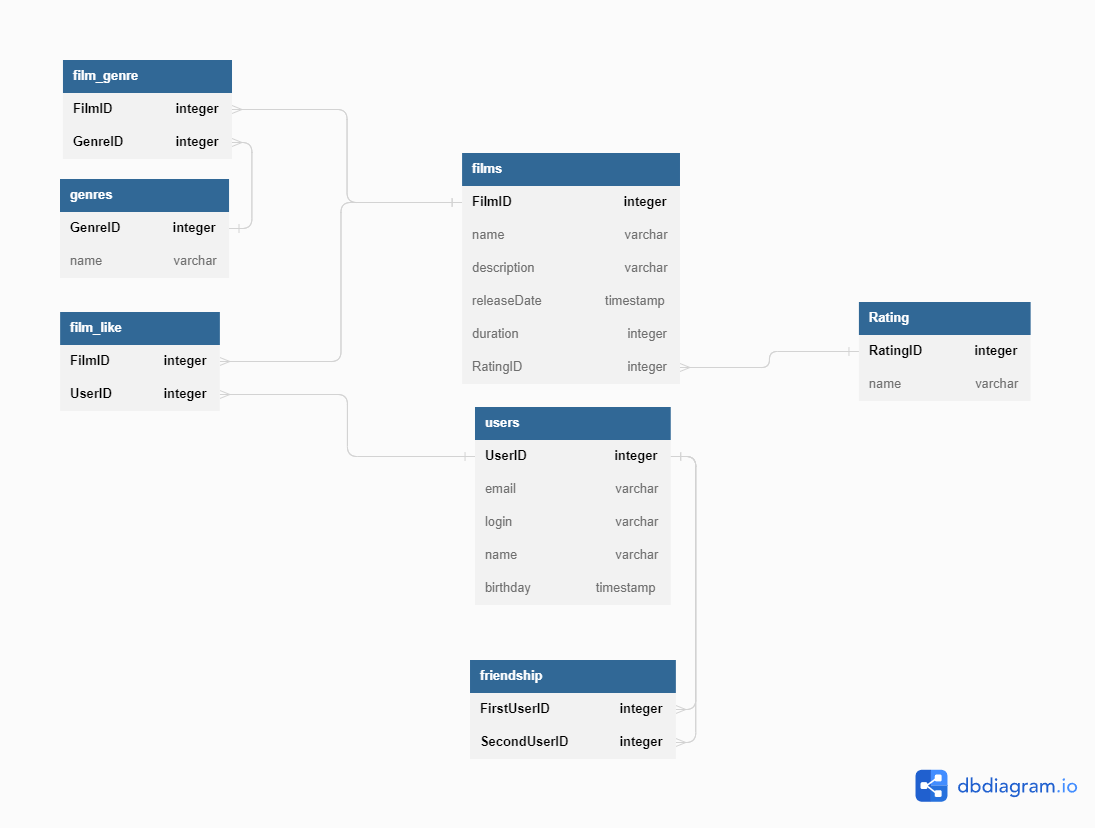 film_genre
FilmID integer
GenreID integer
genres
GenreID integer
name varchar
film_like
FilmID integer
UserID integer
films
FilmID integer
name varchar
description varchar
releaseDate timestamp
duration integer
RatingID integer
users
UserID integer
email varchar
login varchar
name varchar
birthday timestamp
friendship
FirstUserID integer
SecondUserID integer
Rating
RatingID integer
name varchar
dbdiagram.io